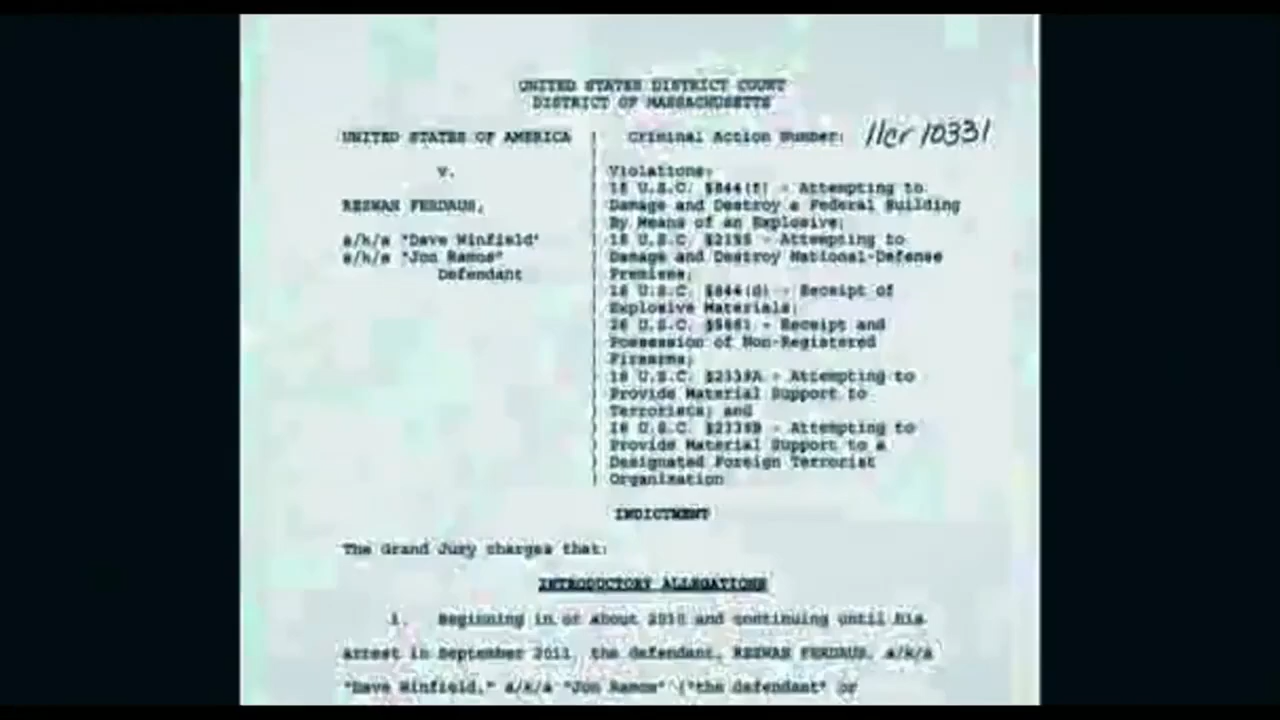 UNITED STATES DISTRICT COURT
DISTRICT OF MASSACHUSETTS
UNITED STATES OF AMERICA
v.
REZWAN FERDAUS,
a/k/a "Dave Winfield"
a/k/a "Jon Ramos"
Defendant
Criminal Action Number: 11cr 10331
Violations:
18 U.S.C. §844(f) - Attempting to
Damage and Destroy a Federal Building
By Means of an Explosive;
18 U.S.C. §2155 - Attempting to
Damage and Destroy National-Defense
Premises;
18 U.S.C. §844(d) - Receipt of
Explosive Materials;
26 U.S.C. §5861 - Receipt and
Possession of Non-Registered
Firearms;
18 U.S.C. §2339A - Attempting to
Provide Material Support to
Terrorists; and
18 U.S.C. §2339B - Attempting to
Provide Material Support to a
Designated Foreign Terrorist
Organization
INDICTMENT
The Grand Jury charges that:
INTRODUCTORY ALLEGATIONS
1. Beginning in or about 2010 and continuing until his
arrest in September 2011, the defendant, REZWAN FERDAUS, a/k/a
"Dave Winfield," a/k/a "Jon Ramos" ("the defendant" or